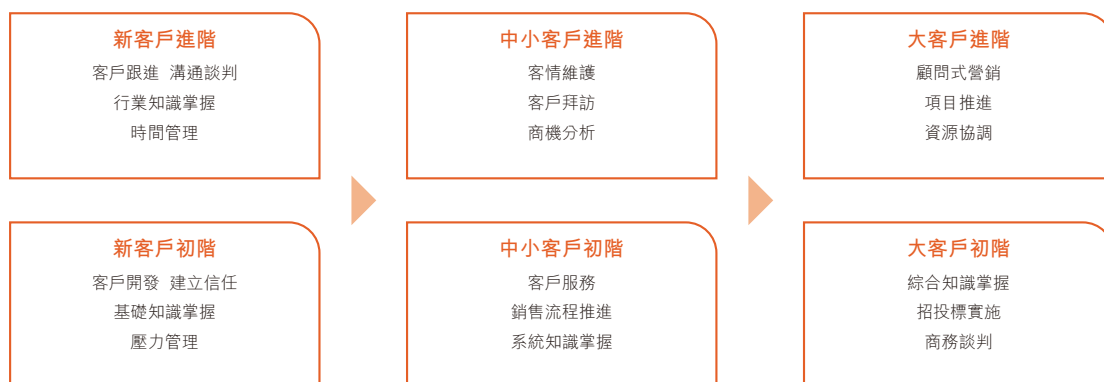 新客戶進階
客戶跟進 溝通談判
行業知識掌握
時間管理
中小客戶進階
客情維護
客戶拜訪
商機分析
大客戶進階
顧問式營銷
項目推進
資源協調
新客戶初階
客戶開發 建立信任
基礎知識掌握
壓力管理
中小客戶初階
客戶服務
銷售流程推進
系統知識掌握
大客戶初階
綜合知識掌握
招投標實施
商務談判